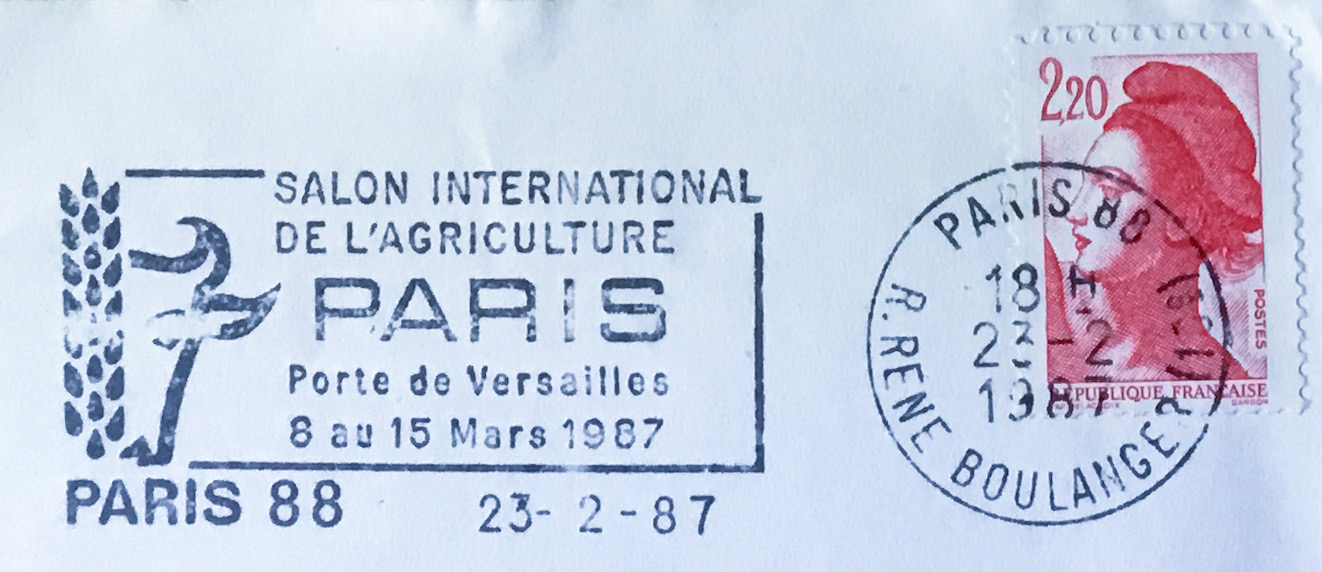 SALON INTERNATIONAL
DE L'AGRICULTURE
PARIS
Porte de Versailles
8 au 15 Mars 1987
PARIS 88
23-2-87
PARIS 88
18 H
23-2
1987
R. RENE BOULANGER
2,20
POSTES
RÉPUBLIQUE FRANÇAISE